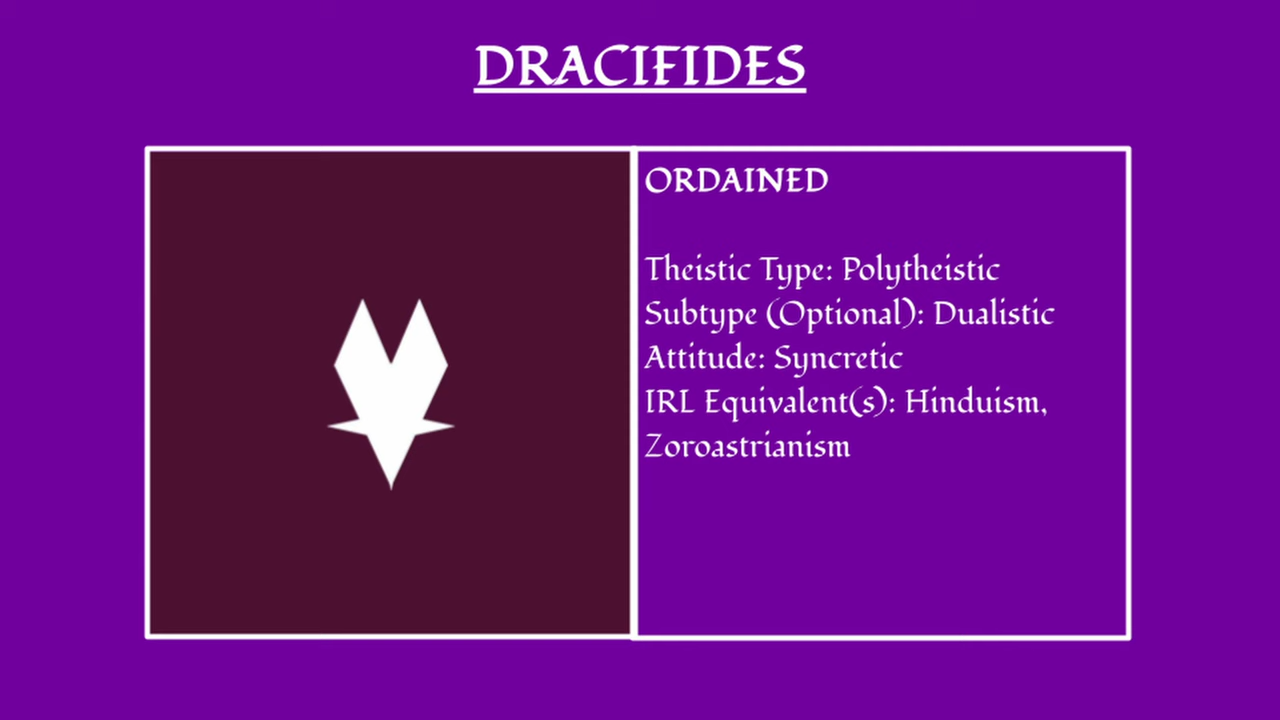 DRACIFIDES
ORDAINED
Theistic Type: Polytheistic
Subtype (Optional): Dualistic
Attitude: Syncretic
IRL Equivalent(s): Hinduism,
Zoroastrianism